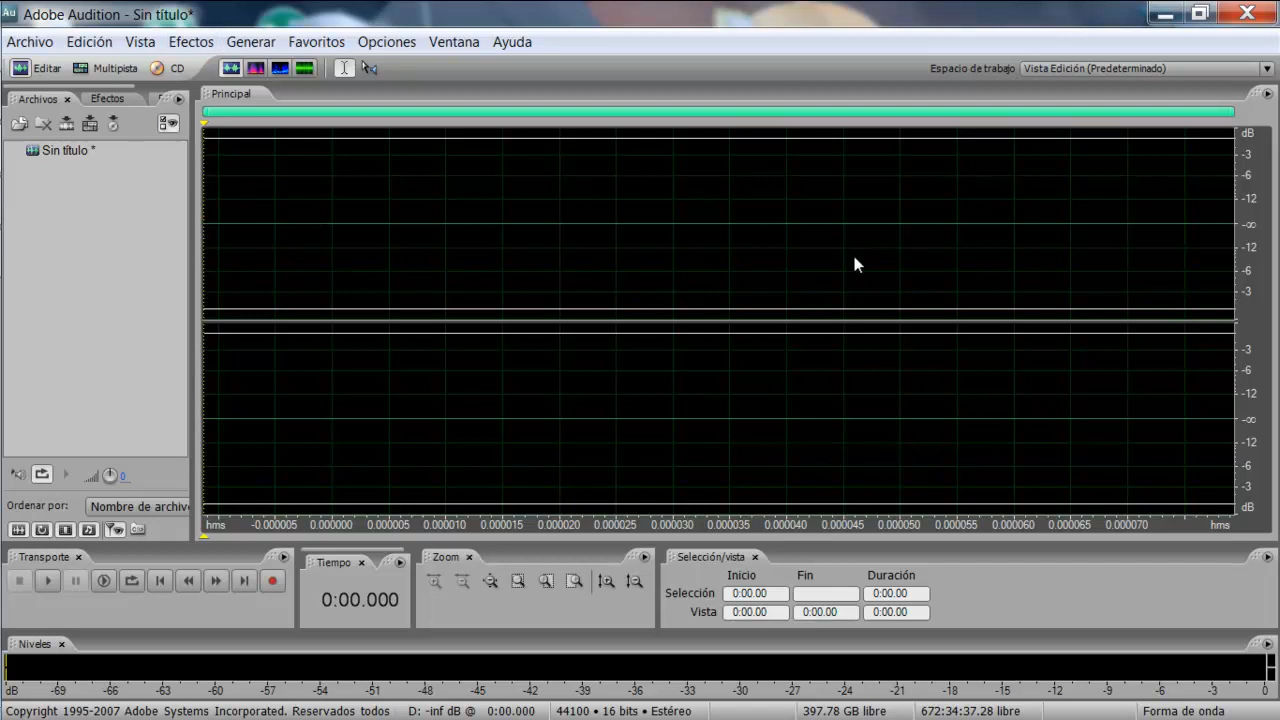 Au Adobe Audition - Sin título*
Archivo Edición Vista Efectos Generar Favoritos Opciones Ventana Ayuda
Editar Multipista CD Espacio de trabajo Vista Edición (Predeterminado)
Archivos Efectos Principal
Sin título *
dB
-3
-6
-12
-∞
-12
-6
-3
-3
-6
-12
-∞
-12
-6
-3
dB
0
Ordenar por: Nombre de archivo
hms -0.000005 0.000000 0.000005 0.000010 0.000015 0.000020 0.000025 0.000030 0.000035 0.000040 0.000045 0.000050 0.000055 0.000060 0.000065 0.000070 hms
Transporte Tiempo Zoom Selección/vista
Inicio Fin Duración
0:00.000
Selección 0:00.00 0:00.00
Vista 0:00.00 0:00.00 0:00.00
Niveles
dB -69 -66 -63 -60 -57 -54 -51 -48 -45 -42 -39 -36 -33 -30 -27 -24 -21 -18 -15 -12 -9 -6 -3 0
Copyright 1995-2007 Adobe Systems Incorporated. Reservados todos D: -inf dB @ 0:00.000 44100 • 16 bits • Estéreo 397.78 GB libre 672:34:37.28 libre Forma de onda